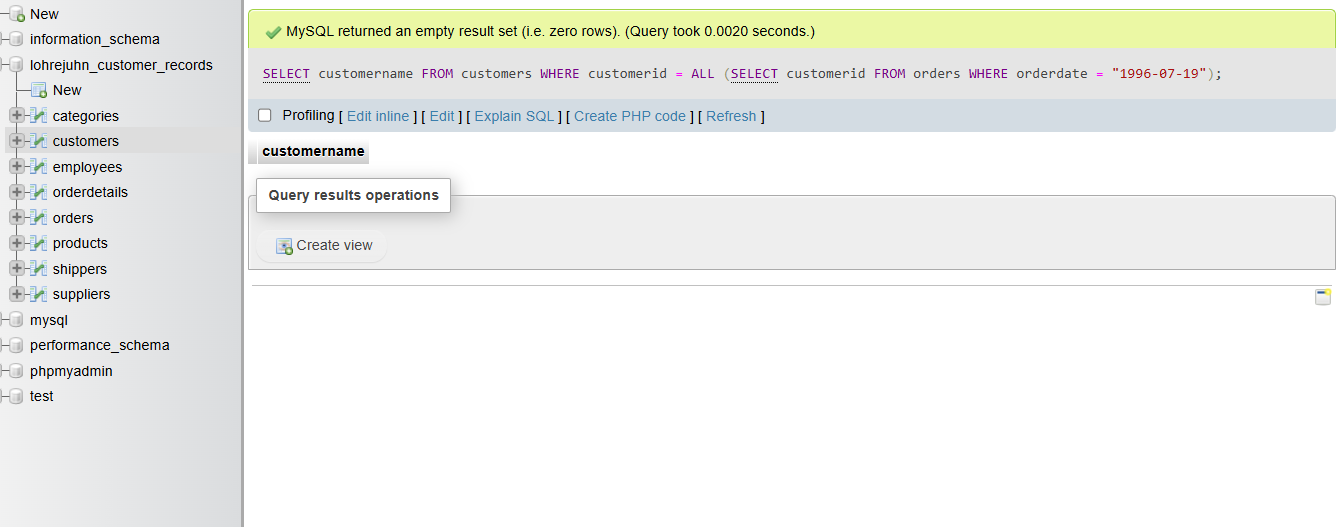 New
information_schema
lohrejuhn_customer_records
New
categories
customers
employees
orderdetails
orders
products
shippers
suppliers
mysql
performance_schema
phpmyadmin
test
MySQL returned an empty result set (i.e. zero rows). (Query took 0.0020 seconds.)
SELECT customername FROM customers WHERE customerid = ALL (SELECT customerid FROM orders WHERE orderdate = "1996-07-19");
Profiling [ Edit inline ] [ Edit ] [ Explain SQL ] [ Create PHP code ] [ Refresh ]
customername
Query results operations
Create view